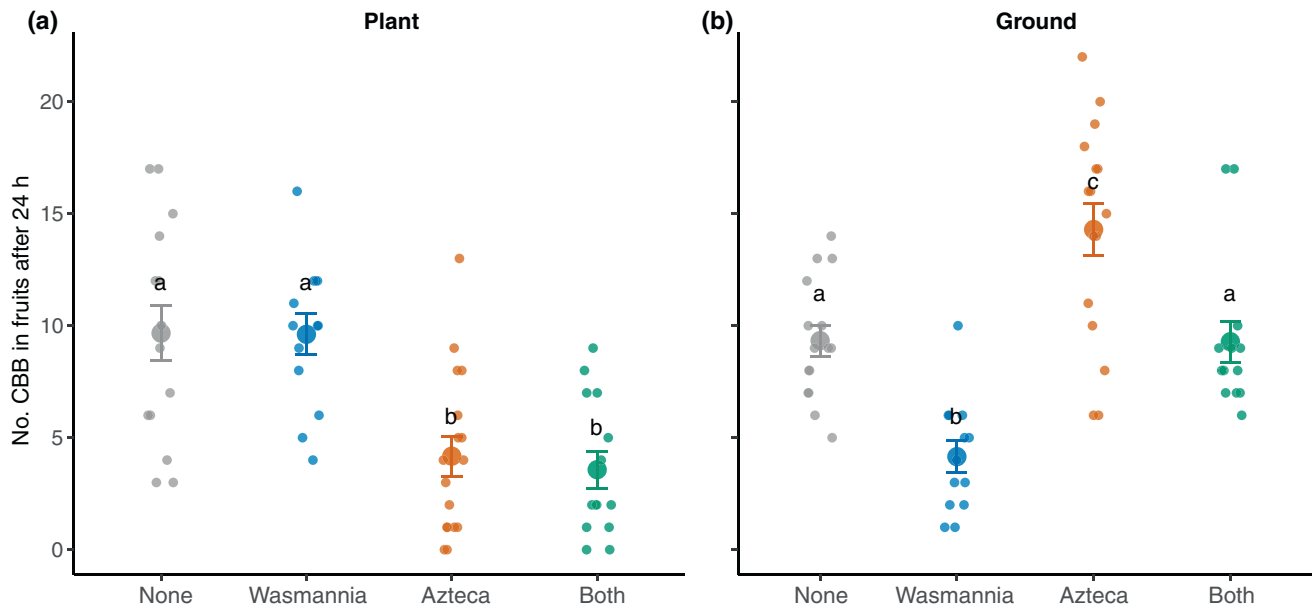 (a) Plant
(b) Ground
No. CBB in fruits after 24 h
20
15
10
5
0
a
a
b
b
a
b
c
a
None Wasmannia Azteca Both
None Wasmannia Azteca Both